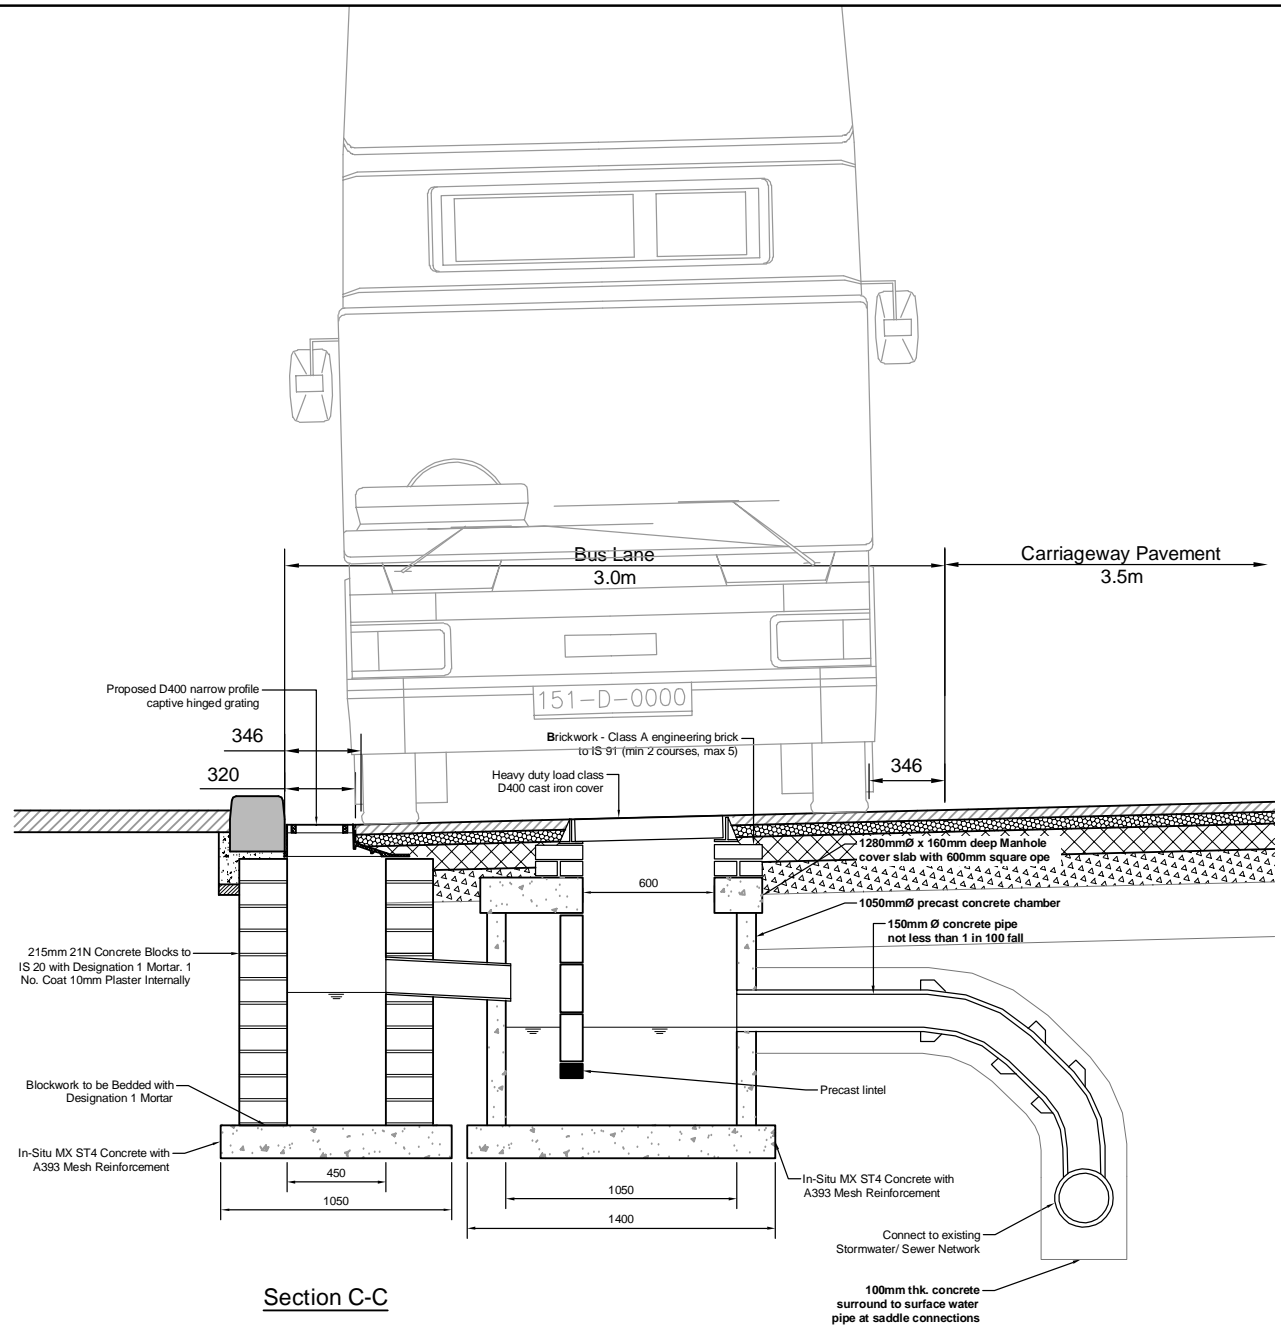 Bus Lane
3.0m
Carriageway Pavement
3.5m
Proposed D400 narrow profile
captive hinged grating
151-D-0000
346
320
Brickwork - Class A engineering brick
to IS 91 (min 2 courses, max 5)
Heavy duty load class
D400 cast iron cover
346
1280mmØ x 160mm deep Manhole
cover slab with 600mm square ope
600
1050mmØ precast concrete chamber
150mm Ø concrete pipe
not less than 1 in 100 fall
215mm 21N Concrete Blocks to
IS 20 with Designation 1 Mortar. 1
No. Coat 10mm Plaster Internally
Blockwork to be Bedded with
Designation 1 Mortar
Precast lintel
In-Situ MX ST4 Concrete with
A393 Mesh Reinforcement
450
1050
1050
1400
In-Situ MX ST4 Concrete with
A393 Mesh Reinforcement
Connect to existing
Stormwater/ Sewer Network
Section C-C
100mm thk. concrete
surround to surface water
pipe at saddle connections